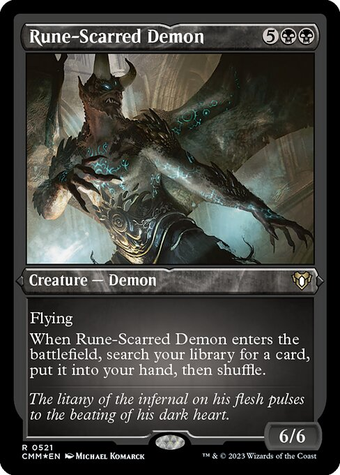 Rune-Scarred Demon 5
Creature — Demon
Flying
When Rune-Scarred Demon enters the
battlefield, search your library for a card,
put it into your hand, then shuffle.
The litany of the infernal on his flesh pulses
to the beating of his dark heart.
6/6
R 0521
CMM★EN MICHAEL KOMARCK
™ & © 2023 Wizards of the Coast